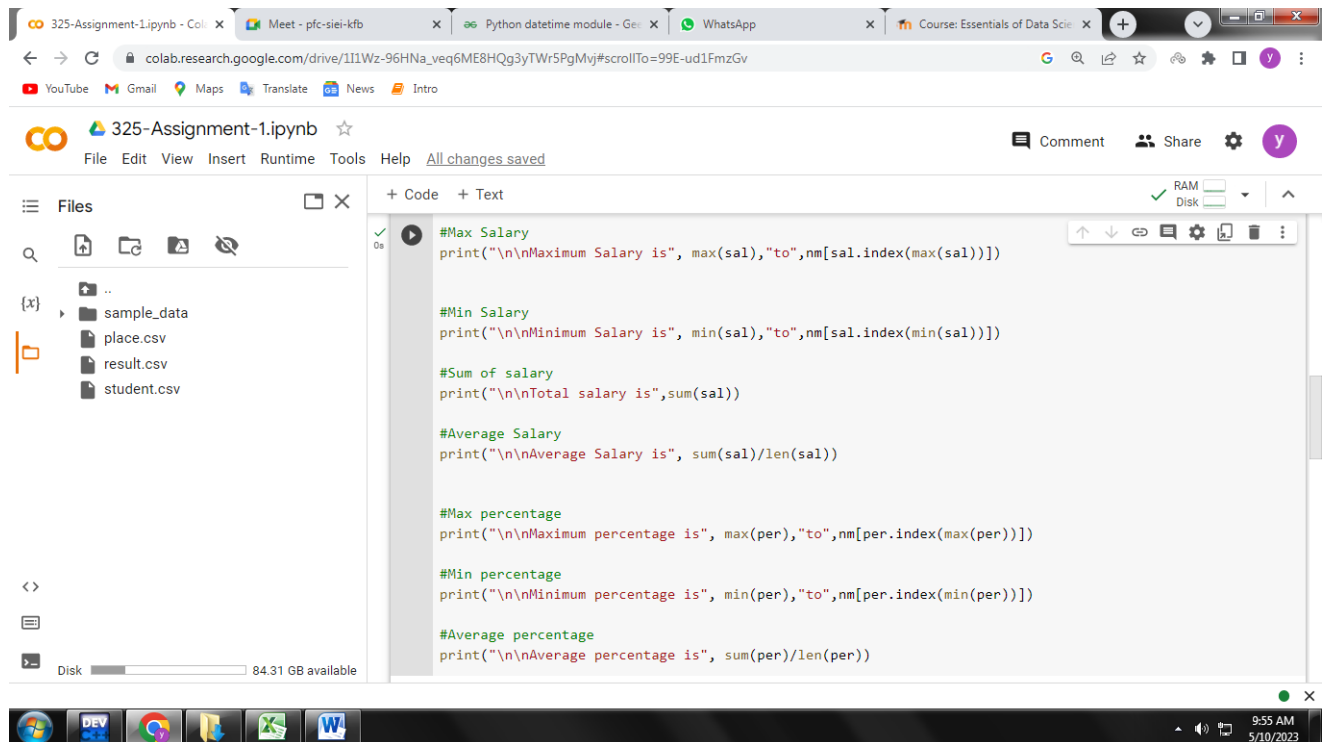 325-Assignment-1.ipynb - Col
Meet - pfc-siei-kfb
Python datetime module - Gee
WhatsApp
Course: Essentials of Data Scie
colab.research.google.com/drive/1I1Wz-96HNa_veq6ME8HQg3yTWr5PgMvj#scrollTo=99E-ud1FmzGv
YouTube Gmail Maps Translate News Intro
325-Assignment-1.ipynb
Comment Share y
File Edit View Insert Runtime Tools Help All changes saved
Files
+ Code + Text
RAM
Disk
..
sample_data
place.csv
result.csv
student.csv
{x}
0s
#Max Salary
print("\n\nMaximum Salary is", max(sal),"to",nm[sal.index(max(sal))])
#Min Salary
print("\n\nMinimum Salary is", min(sal),"to",nm[sal.index(min(sal))])
#Sum of salary
print("\n\nTotal salary is",sum(sal))
#Average Salary
print("\n\nAverage Salary is", sum(sal)/len(sal))
#Max percentage
print("\n\nMaximum percentage is", max(per),"to",nm[per.index(max(per))])
#Min percentage
print("\n\nMinimum percentage is", min(per),"to",nm[per.index(min(per))])
#Average percentage
print("\n\nAverage percentage is", sum(per)/len(per))
Disk 84.31 GB available
DEV
C++
9:55 AM
5/10/2023